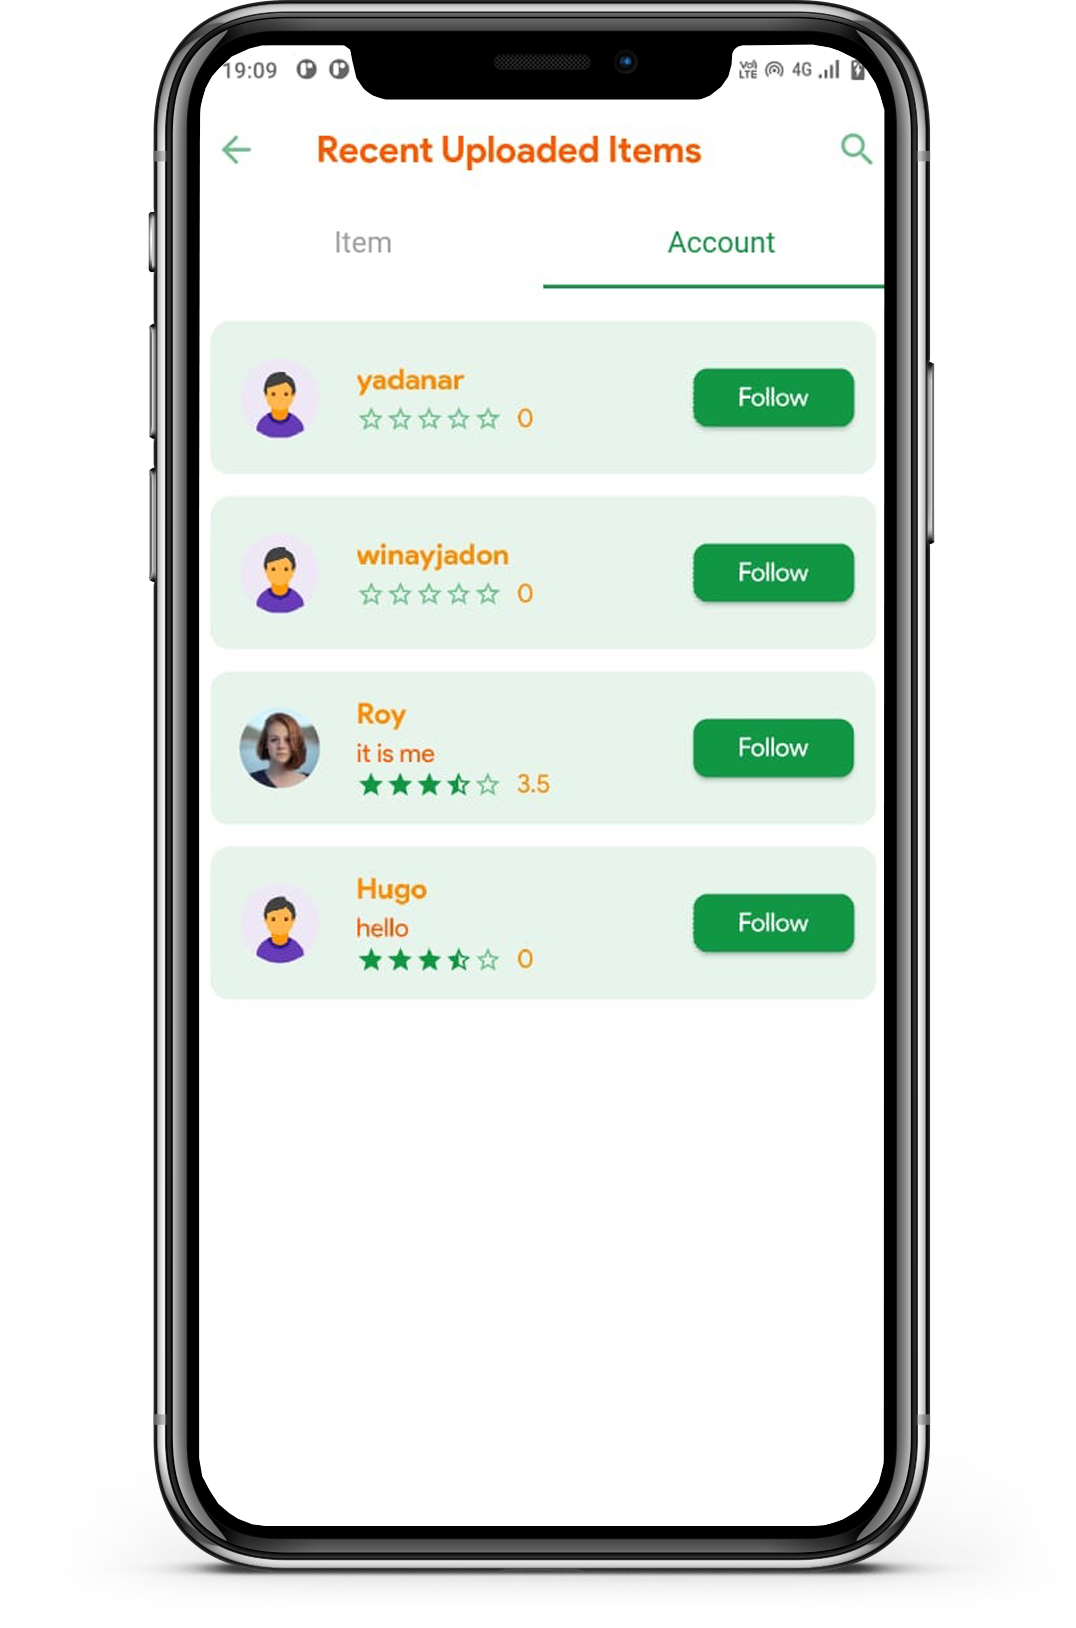 19:09 Vo) LTE 4G
Recent Uploaded Items
Item Account
yadanar
0
Follow
winayjadon
0
Follow
Roy
it is me
3.5
Follow
Hugo
hello
0
Follow